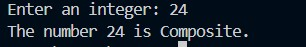 Enter an integer: 24
The number 24 is Composite.